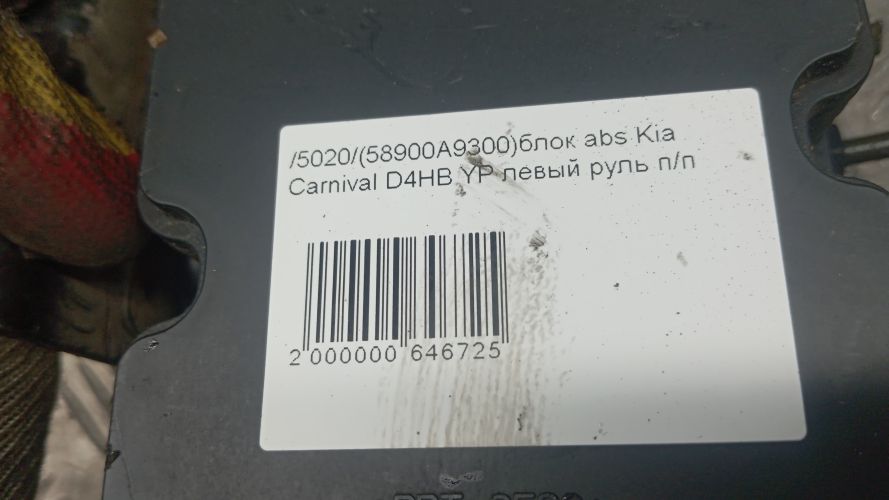 /5020/(58900A9300)блок abs Kia
Carnival D4HB YP левый руль п/п
2 000000 646725